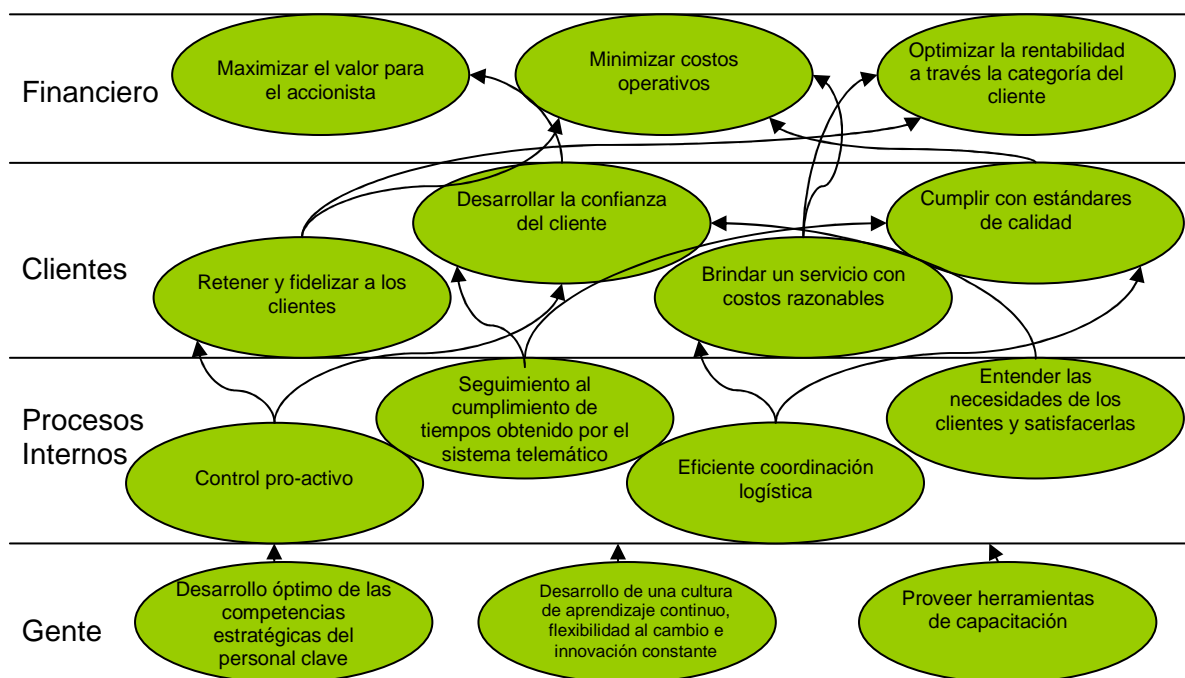 Financiero
Maximizar el valor para
el accionista
Minimizar costos
operativos
Optimizar la rentabilidad
a través la categoría del
cliente
Clientes
Retener y fidelizar a los
clientes
Desarrollar la confianza
del cliente
Brindar un servicio con
costos razonables
Cumplir con estándares
de calidad
Procesos
Internos
Control pro-activo
Seguimiento al
cumplimiento de
tiempos obtenido por el
sistema telemático
Eficiente coordinación
logística
Entender las
necesidades de los
clientes y satisfacerlas
Gente
Desarrollo óptimo de las
competencias
estratégicas del
personal clave
Desarrollo de una cultura
de aprendizaje continuo,
flexibilidad al cambio e
innovación constante
Proveer herramientas
de capacitación